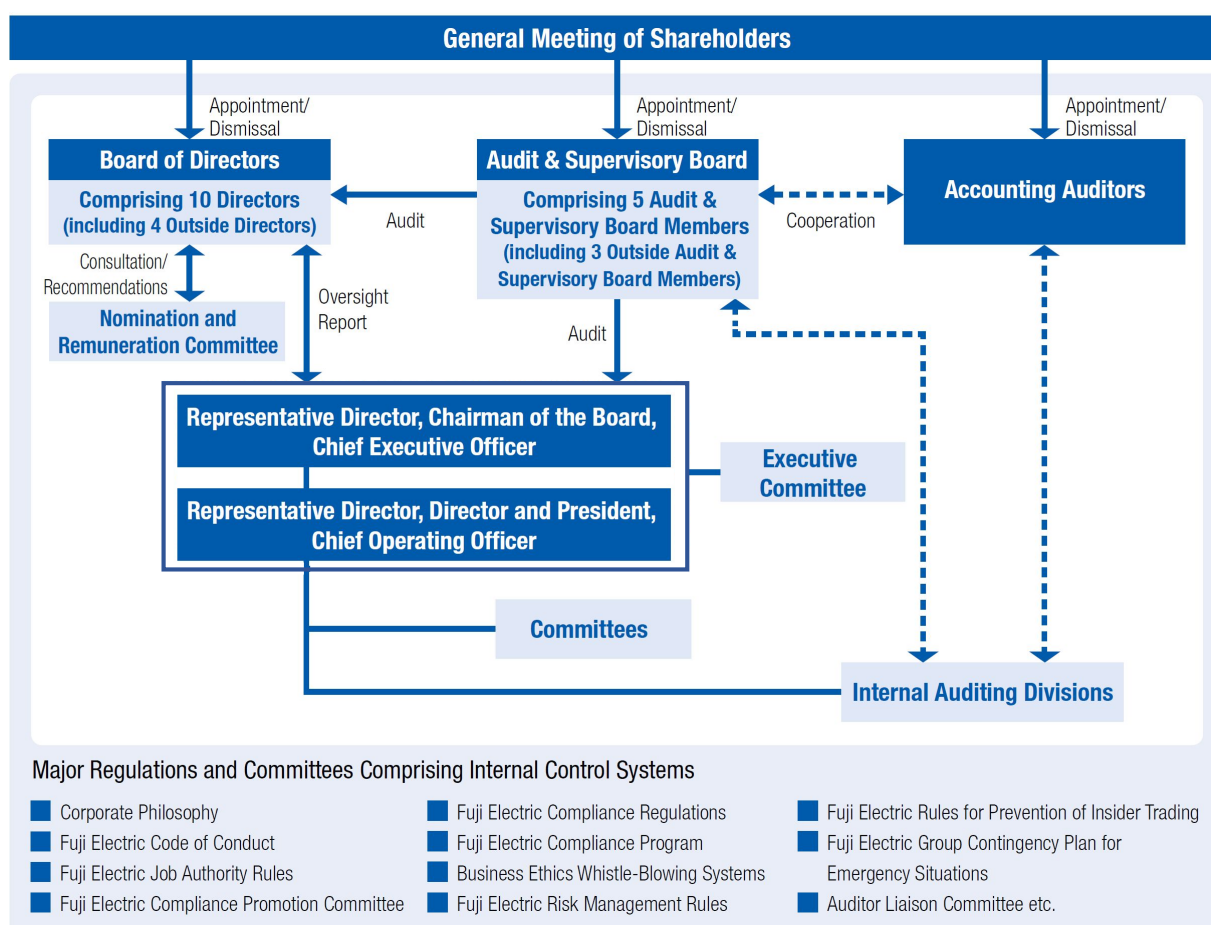 General Meeting of Shareholders
Appointment/
Dismissal
Appointment/
Dismissal
Appointment/
Dismissal
Board of Directors
Comprising 10 Directors
(including 4 Outside Directors)
Audit
Audit & Supervisory Board
Comprising 5 Audit &
Supervisory Board Members
(including 3 Outside Audit &
Supervisory Board Members)
Cooperation
Accounting Auditors
Consultation/
Recommendations
Nomination and
Remuneration Committee
Oversight
Report
Audit
Representative Director, Chairman of the Board,
Chief Executive Officer
Representative Director, Director and President,
Chief Operating Officer
Executive
Committee
Committees
Internal Auditing Divisions
Major Regulations and Committees Comprising Internal Control Systems
Corporate Philosophy
Fuji Electric Code of Conduct
Fuji Electric Job Authority Rules
Fuji Electric Compliance Promotion Committee
Fuji Electric Compliance Regulations
Fuji Electric Compliance Program
Business Ethics Whistle-Blowing Systems
Fuji Electric Risk Management Rules
Fuji Electric Rules for Prevention of Insider Trading
Fuji Electric Group Contingency Plan for
Emergency Situations
Auditor Liaison Committee etc.